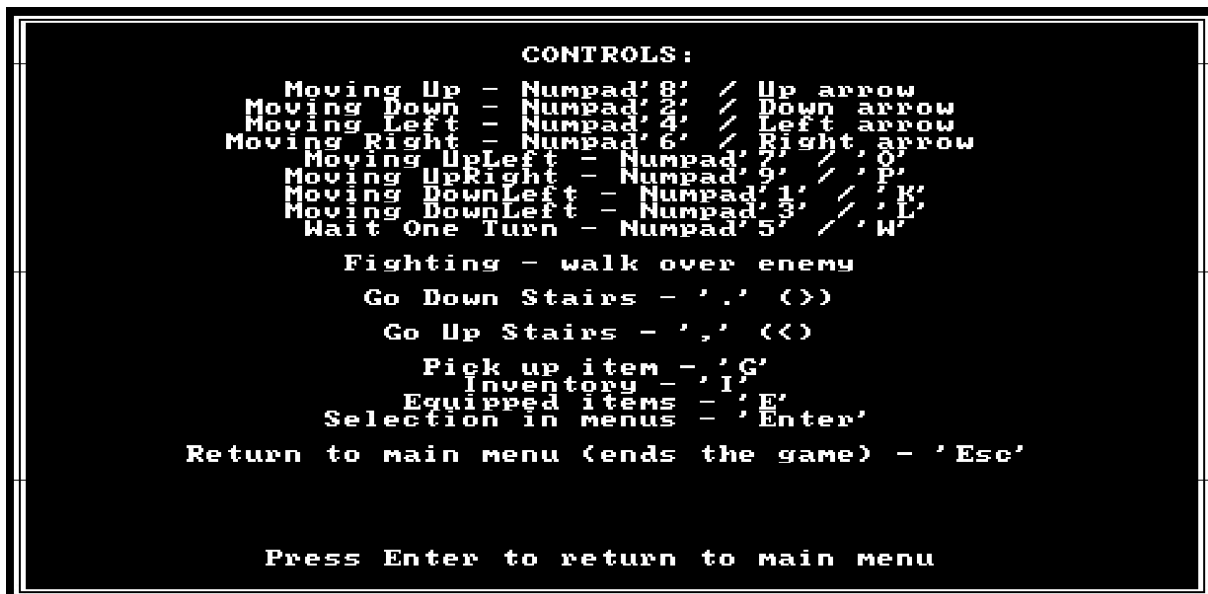 CONTROLS:
Moving Up - Numpad'8' / Up arrow
Moving Down - Numpad'2' / Down arrow
Moving Left - Numpad'4' / Left arrow
Moving Right - Numpad'6' / Right arrow
Moving UpLeft - Numpad'7' / 'O'
Moving UpRight - Numpad'9' / 'P'
Moving DownLeft - Numpad'1' / 'K'
Moving DownLeft - Numpad'3' / 'L'
Wait One Turn - Numpad'5' / 'W'
Fighting - walk over enemy
Go Down Stairs - '.' (>)
Go Up Stairs - ',' (<)
Pick up item - 'G'
Inventory - 'I'
Equipped items - 'E'
Selection in menus - 'Enter'
Return to main menu (ends the game) - 'Esc'
Press Enter to return to main menu